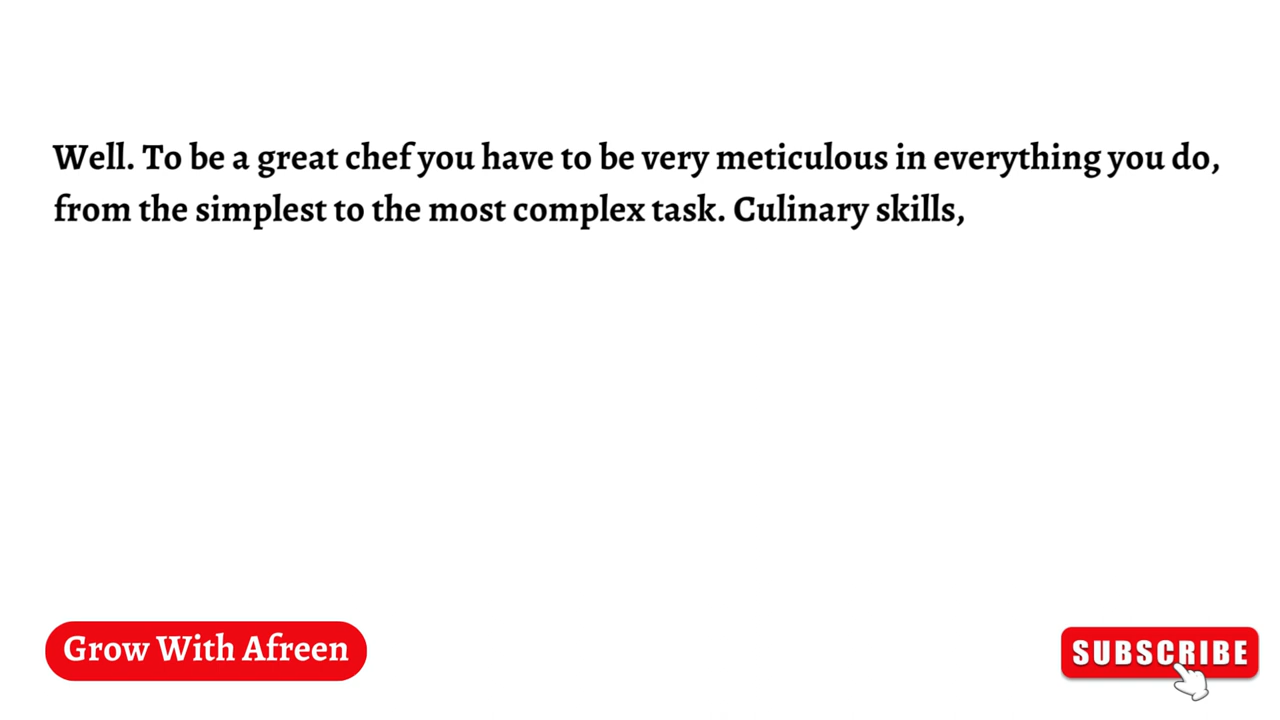 Well. To be a great chef you have to be very meticulous in everything you do,
from the simplest to the most complex task. Culinary skills,
Grow With Afreen
SUBSCRIBE